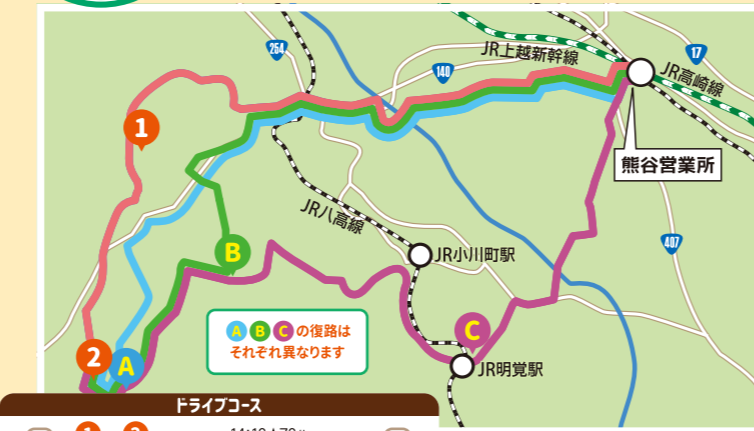 254
140
JR上越新幹線
17
JR高崎線
1
熊谷営業所
JR八高線
B
JR小川町駅
407
A B C の復路は
それぞれ異なります
C
2
A
JR明覚駅
ドライブコース